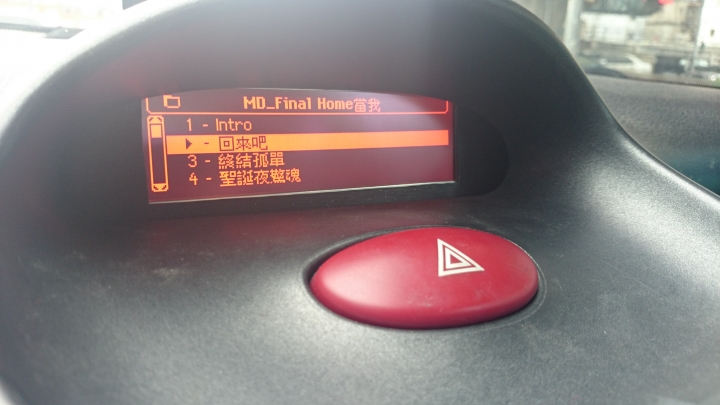 MD_Final Home當我
1 - Intro
- 回來吧
3 - 終結孤單
4 - 聖誕夜驚魂